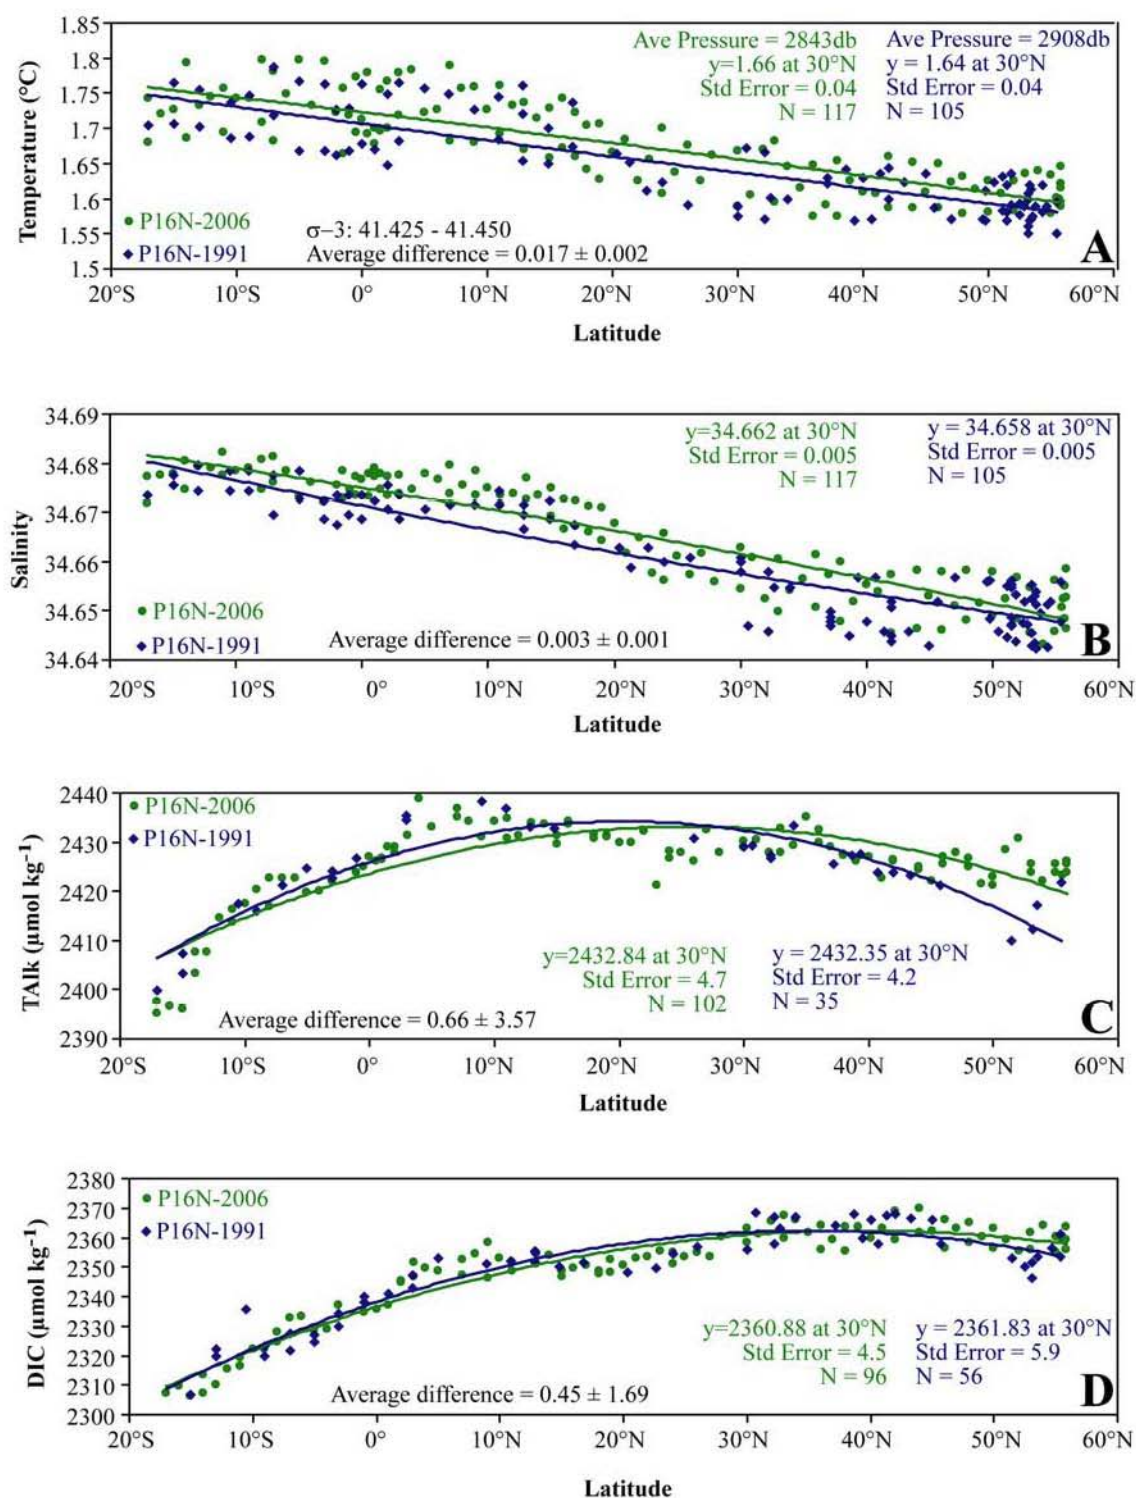 1.85
Ave Pressure = 2843db Ave Pressure = 2908db
1.8
y=1.66 at 30°N y = 1.64 at 30°N
Std Error = 0.04 Std Error = 0.04
1.75
N = 117 N = 105
1.7
1.65
1.6
P16N-2006
σ−3: 41.425 - 41.450
1.55
P16N-1991
Average difference = 0.017 ± 0.002
A
1.5
Temperature (°C)
20°S 10°S 0° 10°N 20°N 30°N 40°N 50°N 60°N
Latitude
34.69
y=34.662 at 30°N y = 34.658 at 30°N
Std Error = 0.005 Std Error = 0.005
34.68
N = 117 N = 105
34.67
34.66
34.65
P16N-2006
P16N-1991
Average difference = 0.003 ± 0.001
B
34.64
Salinity
20°S 10°S 0° 10°N 20°N 30°N 40°N 50°N 60°N
Latitude
2440
P16N-2006
P16N-1991
2430
2420
2410
y=2432.84 at 30°N y = 2432.35 at 30°N
Std Error = 4.7 Std Error = 4.2
2400
N = 102 N = 35
Average difference = 0.66 ± 3.57
C
2390
TAlk (μmol kg⁻¹)
20°S 10°S 0° 10°N 20°N 30°N 40°N 50°N 60°N
Latitude
2380
P16N-2006
2370
P16N-1991
2360
2350
2340
2330
y=2360.88 at 30°N y = 2361.83 at 30°N
2320
Std Error = 4.5 Std Error = 5.9
N = 96 N = 56
2310
Average difference = 0.45 ± 1.69
D
2300
DIC (μmol kg⁻¹)
20°S 10°S 0° 10°N 20°N 30°N 40°N 50°N 60°N
Latitude